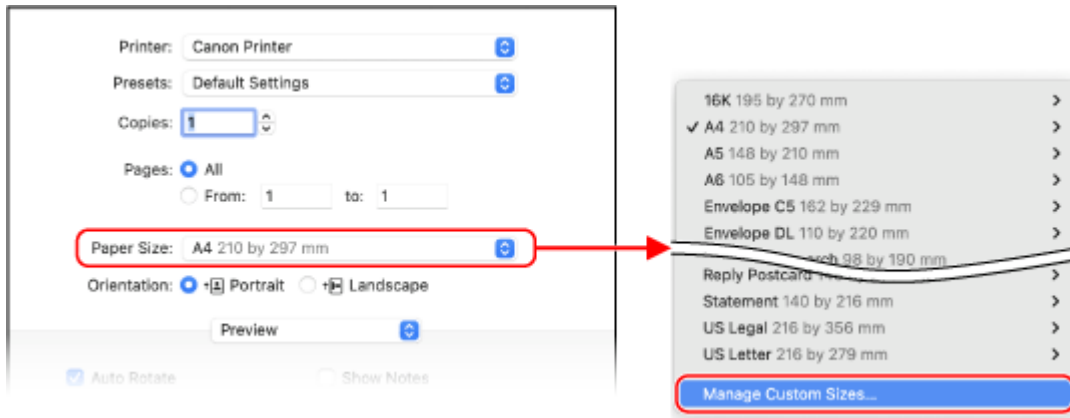 Printer: Canon Printer
Presets: Default Settings
Copies: 1
Pages: All
From: 1 to: 1
Paper Size: A4 210 by 297 mm
Orientation: Portrait Landscape
Preview
Auto Rotate Show Notes
16K 195 by 270 mm
A4 210 by 297 mm
A5 148 by 210 mm
A6 105 by 148 mm
Envelope C5 162 by 229 mm
Envelope DL 110 by 220 mm
98 by 190 mm
Reply Postcard
Statement 140 by 216 mm
US Legal 216 by 356 mm
US Letter 216 by 279 mm
Manage Custom Sizes...